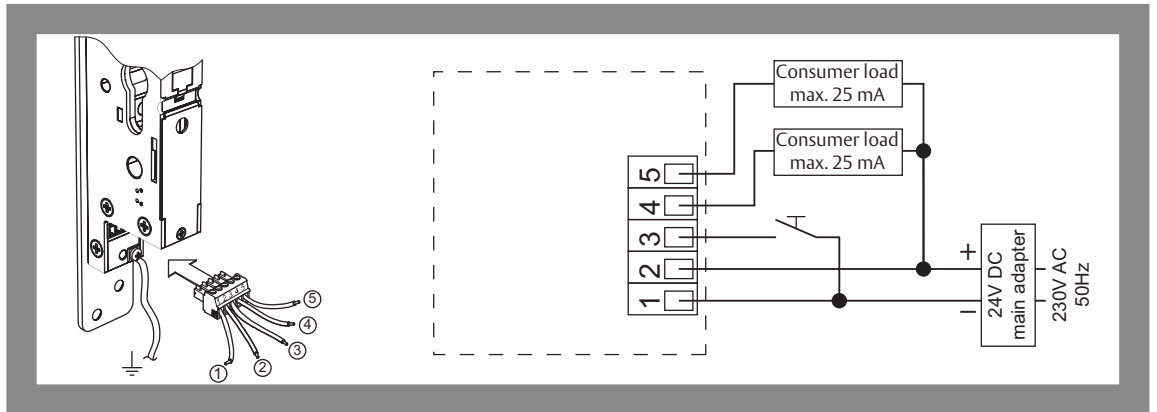 Consumer load
max. 25 mA
Consumer load
max. 25 mA
5
4
3
2
1
+
−
24V DC
main adapter
230V AC
50Hz
⑤
④
③
②
①